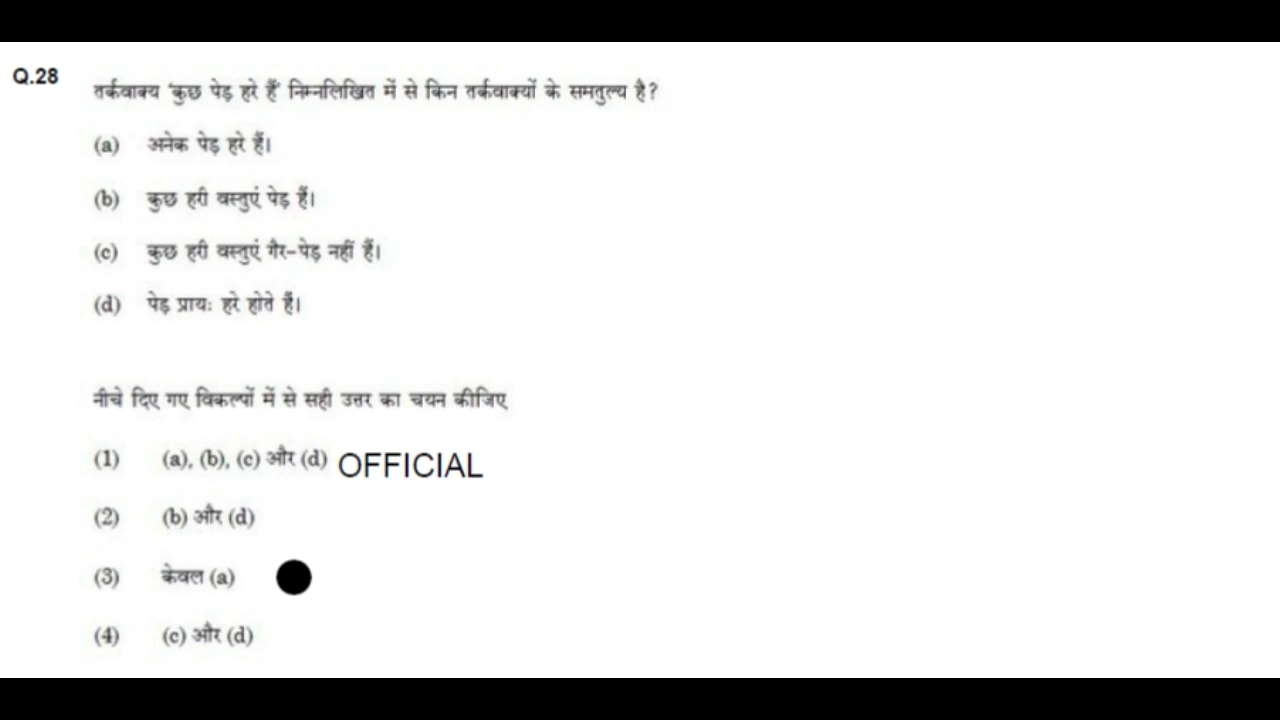 Q.28
तर्कवाक्य 'कुछ पेड़ हरे हैं' निम्नलिखित में से किन तर्कवाक्यों के समतुल्य है?
(a) अनेक पेड़ हरे हैं।
(b) कुछ हरी वस्तुएं पेड़ हैं।
(c) कुछ हरी वस्तुएं गैर-पेड़ नहीं हैं।
(d) पेड़ प्रायः हरे होते हैं।
नीचे दिए गए विकल्पों में से सही उत्तर का चयन कीजिए
(1) (a), (b), (c) और (d) OFFICIAL
(2) (b) और (d)
(3) केवल (a)
(4) (c) और (d)